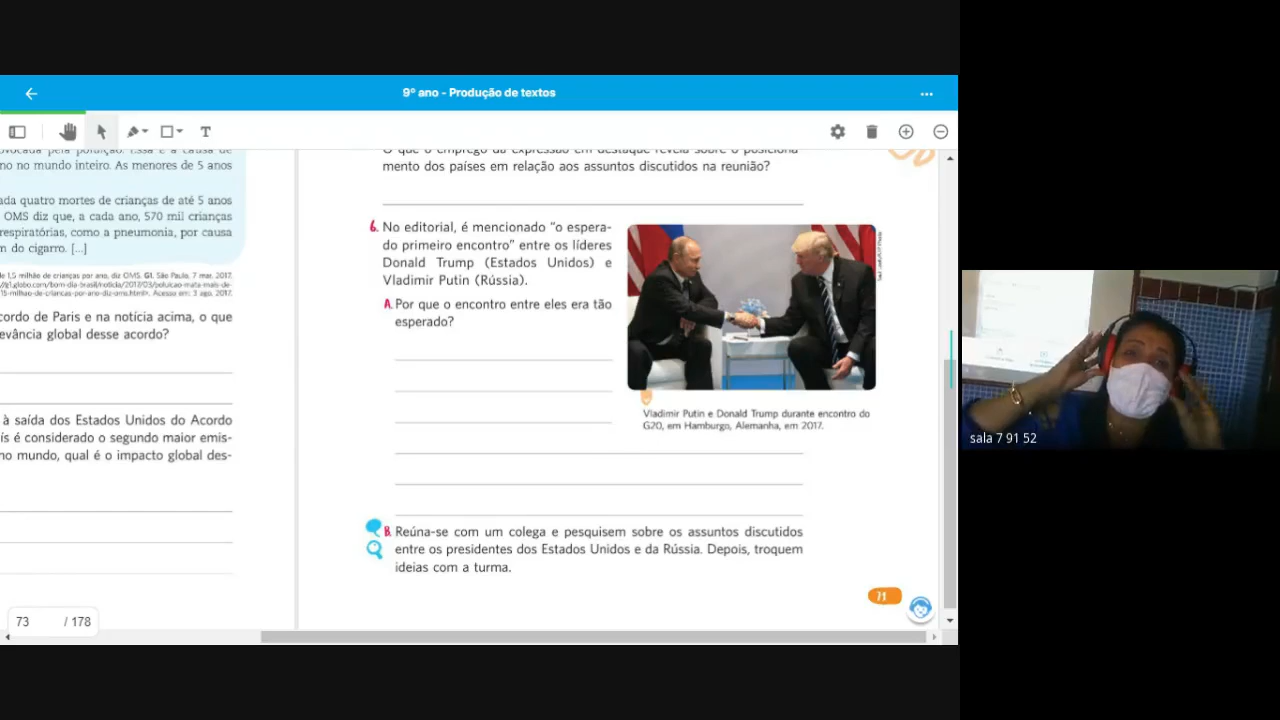 9º ano - Produção de textos
T
no no mundo inteiro. As menores de 5 anos
ada quatro mortes de crianças de até 5 anos
OMS diz que, a cada ano, 570 mil crianças
respiratórias, como a pneumonia, por causa
m do cigarro. [...]
cordo de Paris e na notícia acima, o que
evância global desse acordo?
à saída dos Estados Unidos do Acordo
ís é considerado o segundo maior emis-
no mundo, qual é o impacto global des-
73 / 178
O que o emprego da expressão em destaque revela sobre o posiciona
mento dos países em relação aos assuntos discutidos na reunião?
6. No editorial, é mencionado “o espera-
do primeiro encontro” entre os líderes
Donald Trump (Estados Unidos) e
Vladimir Putin (Rússia).
A. Por que o encontro entre eles era tão
esperado?
Vladimir Putin e Donald Trump durante encontro do
G20, em Hamburgo, Alemanha, em 2017.
B. Reúna-se com um colega e pesquisem sobre os assuntos discutidos
entre os presidentes dos Estados Unidos e da Rússia. Depois, troquem
ideias com a turma.
71
sala 7 91 52